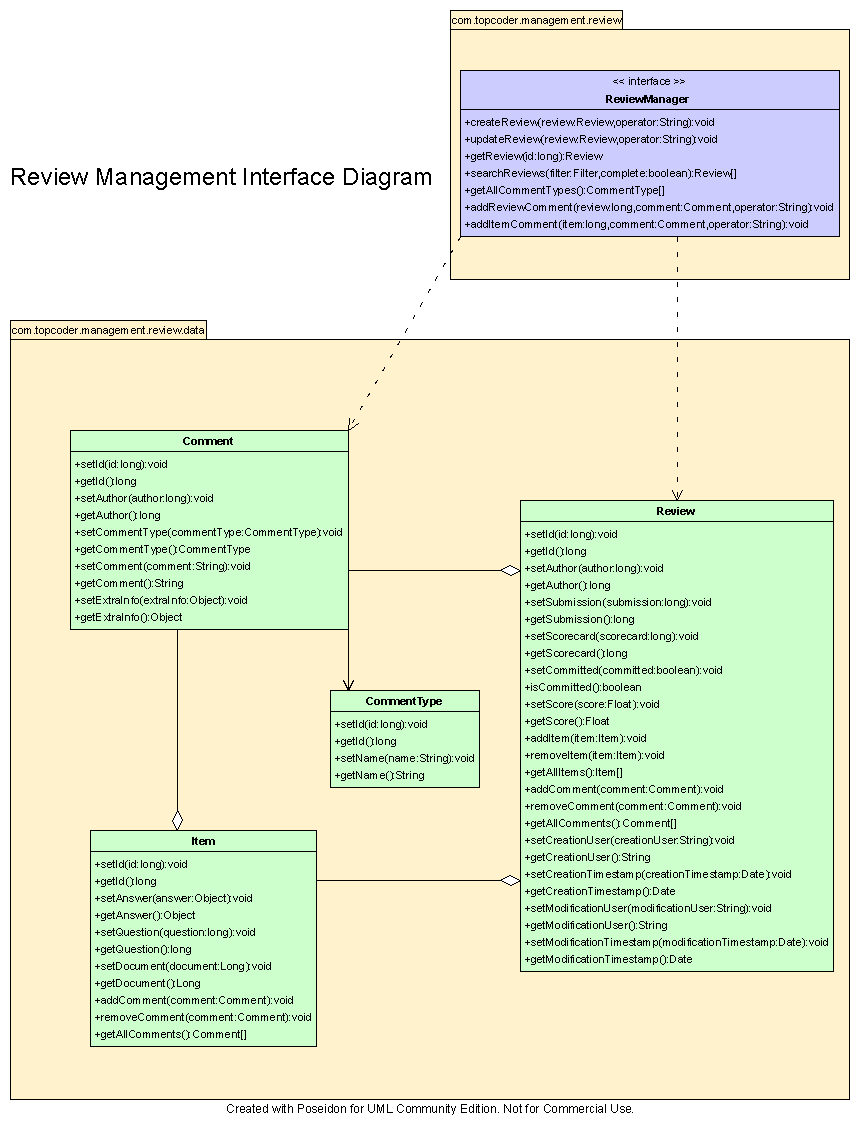 com.topcoder.management.review
<< interface >>
ReviewManager
+createReview(review:Review,operator:String):void
+updateReview(review:Review,operator:String):void
+getReview(id:long):Review
+searchReviews(filter:Filter,complete:boolean):Review[]
+getAllCommentTypes():CommentType[]
+addReviewComment(review:long,comment:Comment,operator:String):void
+addItemComment(item:long,comment:Comment,operator:String):void
Review Management Interface Diagram
com.topcoder.management.review.data
Comment
+setId(id:long):void
+getId():long
+setAuthor(author:long):void
+getAuthor():long
+setCommentType(commentType:CommentType):void
+getCommentType():CommentType
+setComment(comment:String):void
+getComment():String
+setExtraInfo(extraInfo:Object):void
+getExtraInfo():Object
Review
+setId(id:long):void
+getId():long
+setAuthor(author:long):void
+getAuthor():long
+setSubmission(submission:long):void
+getSubmission():long
+setScorecard(scorecard:long):void
+getScorecard():long
+setCommitted(committed:boolean):void
+isCommitted():boolean
+setScore(score:Float):void
+getScore():Float
+addItem(item:Item):void
+removeItem(item:Item):void
+getAllItems():Item[]
+addComment(comment:Comment):void
+removeComment(comment:Comment):void
+getAllComments():Comment[]
+setCreationUser(creationUser:String):void
+getCreationUser():String
+setCreationTimestamp(creationTimestamp:Date):void
+getCreationTimestamp():Date
+setModificationUser(modificationUser:String):void
+getModificationUser():String
+setModificationTimestamp(modificationTimestamp:Date):void
+getModificationTimestamp():Date
CommentType
+setId(id:long):void
+getId():long
+setName(name:String):void
+getName():String
Item
+setId(id:long):void
+getId():long
+setAnswer(answer:Object):void
+getAnswer():Object
+setQuestion(question:long):void
+getQuestion():long
+setDocument(document:Long):void
+getDocument():Long
+addComment(comment:Comment):void
+removeComment(comment:Comment):void
+getAllComments():Comment[]
Created with Poseidon for UML Community Edition. Not for Commercial Use.